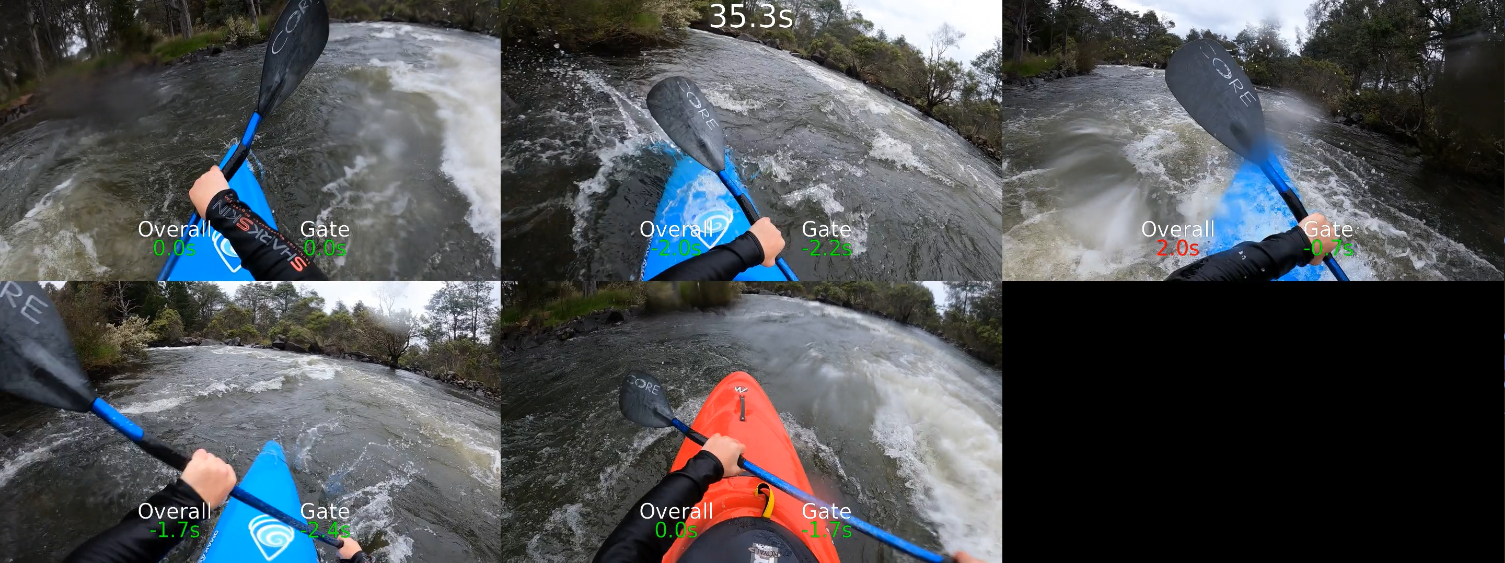 CORE
35.3s
CORE
CORE
SHARKSKIN
Overall Gate
0.0s 0.0s
Overall Gate
-2.0s -2.2s
Overall Gate
2.0s -0.7s
RE
CORE
Overall Gate
-1.7s -2.4s
Overall Gate
0.0s -1.7s